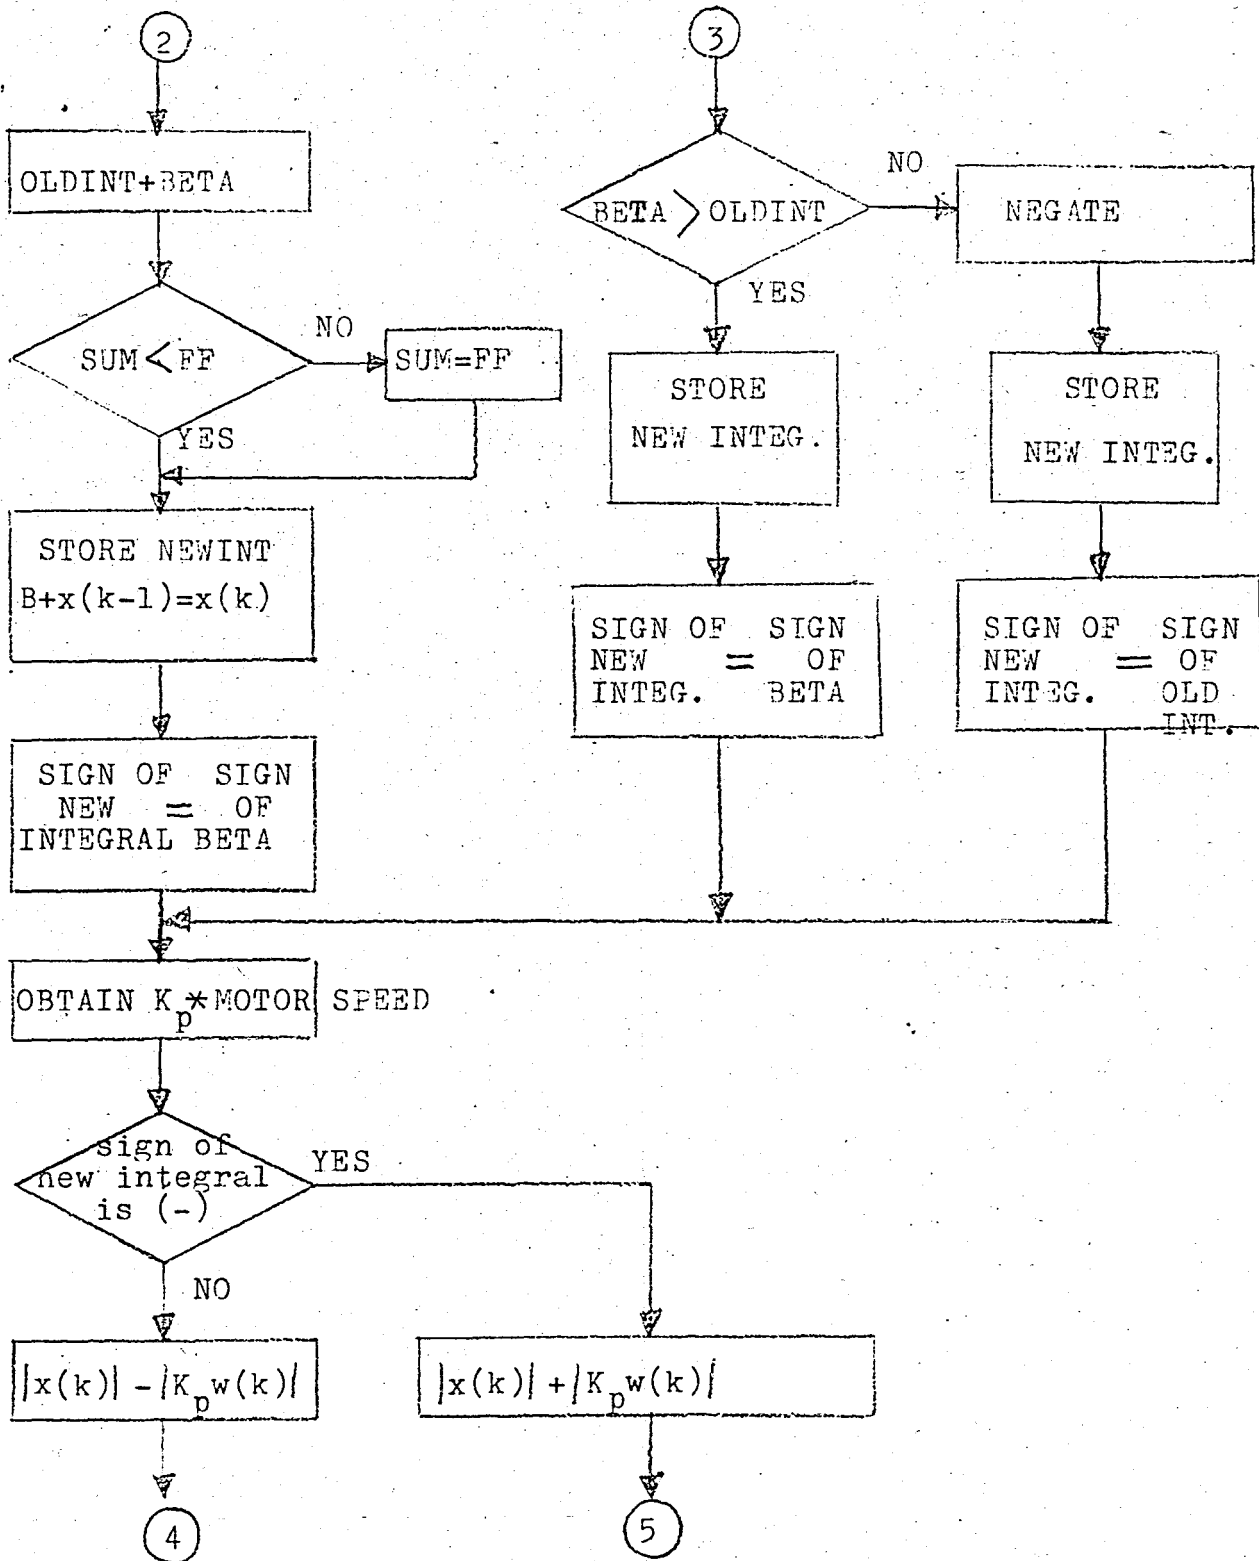 2
OLDINT+BETA
SUM < FF
NO
SUM=FF
YES
STORE NEWINT
B+x(k-1)=x(k)
SIGN OF SIGN
NEW = OF
INTEGRAL BETA
3
BETA > OLDINT
NO
NEGATE
YES
STORE
NEW INTEG.
STORE
NEW INTEG.
SIGN OF SIGN
NEW = OF
INTEG. BETA
SIGN OF SIGN
NEW = OF
INTEG. OLD
INT.
OBTAIN Kp*MOTOR SPEED
sign of
new integral
is (-)
YES
NO
|x(k)| - |Kp w(k)|
|x(k)| + |Kp w(k)|
4
5